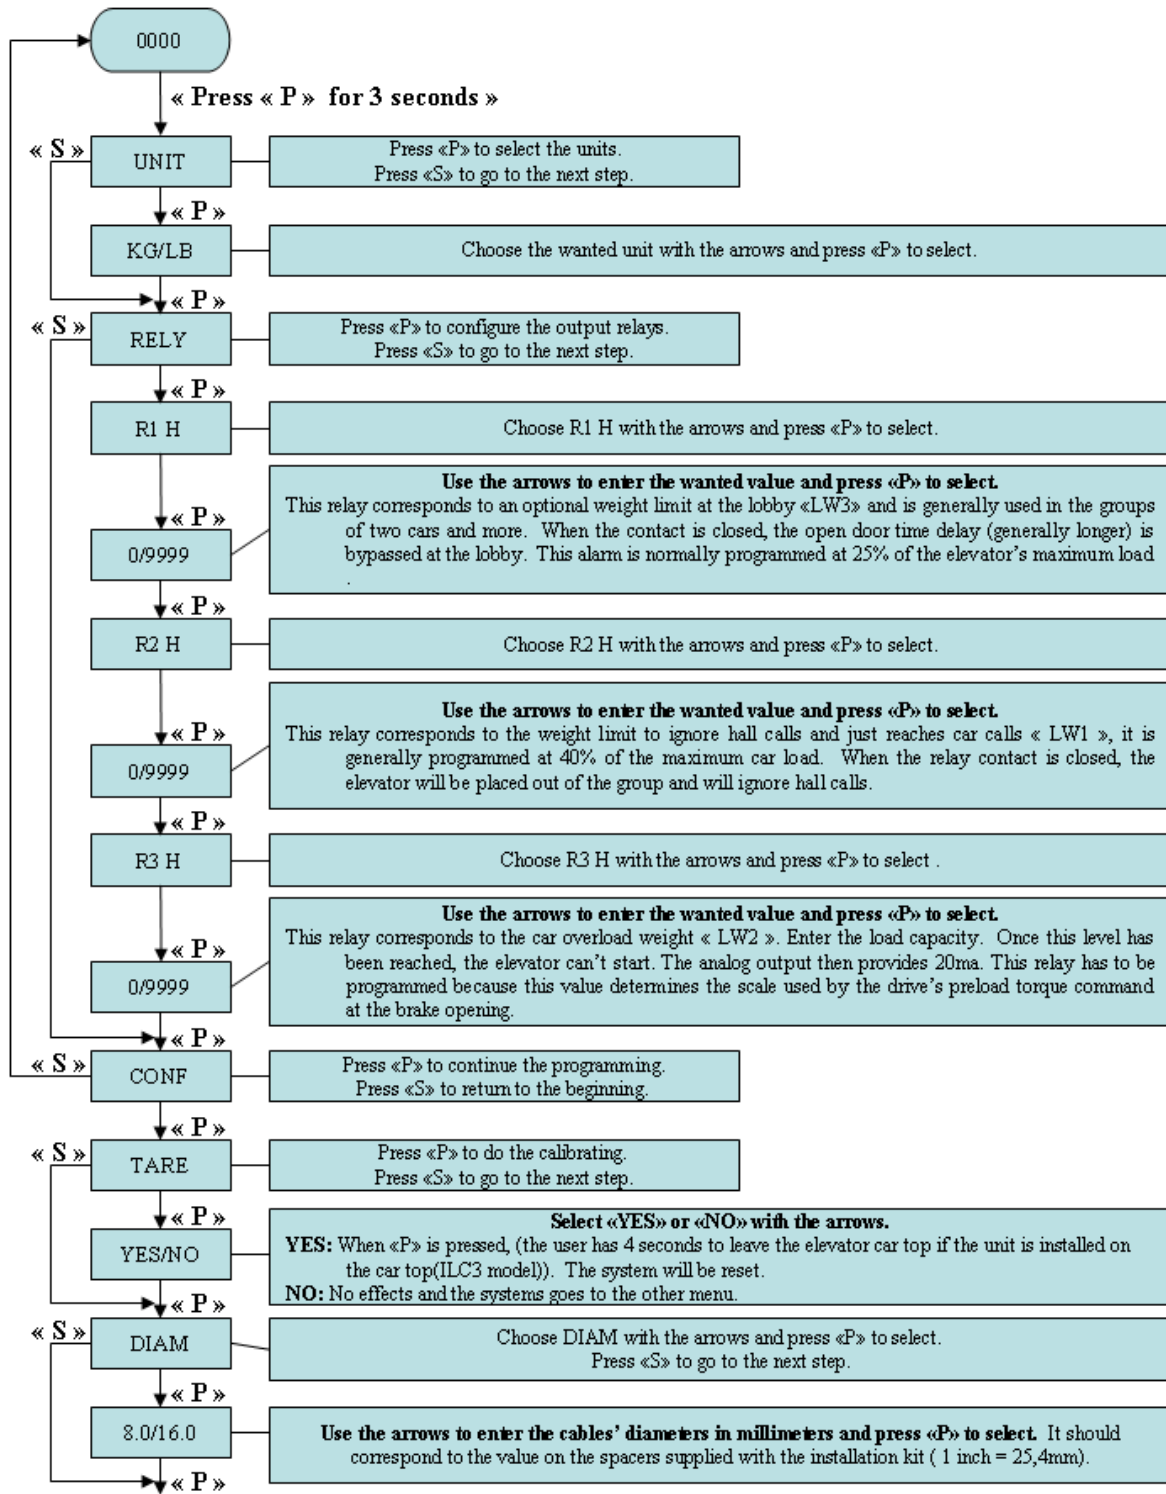 0000
« Press « P » for 3 seconds »
« S »
UNIT
Press «P» to select the units.
Press «S» to go to the next step.
« P »
KG/LB
Choose the wanted unit with the arrows and press «P» to select.
« P »
« S »
RELY
Press «P» to configure the output relays.
Press «S» to go to the next step.
« P »
R1 H
Choose R1 H with the arrows and press «P» to select.
« P »
0/9999
Use the arrows to enter the wanted value and press «P» to select.
This relay corresponds to an optional weight limit at the lobby «LW3» and is generally used in the groups
of two cars and more. When the contact is closed, the open door time delay (generally longer) is
bypassed at the lobby. This alarm is normally programmed at 25% of the elevator's maximum load
.
« P »
R2 H
Choose R2 H with the arrows and press «P» to select.
« P »
0/9999
Use the arrows to enter the wanted value and press «P» to select.
This relay corresponds to the weight limit to ignore hall calls and just reaches car calls « LW1 », it is
generally programmed at 40% of the maximum car load. When the relay contact is closed, the
elevator will be placed out of the group and will ignore hall calls.
« P »
R3 H
Choose R3 H with the arrows and press «P» to select .
« P »
0/9999
Use the arrows to enter the wanted value and press «P» to select.
This relay corresponds to the car overload weight « LW2 ». Enter the load capacity. Once this level has
been reached, the elevator can't start. The analog output then provides 20ma. This relay has to be
programmed because this value determines the scale used by the drive's preload torque command
at the brake opening.
« P »
« S »
CONF
Press «P» to continue the programming.
Press «S» to return to the beginning.
« P »
« S »
TARE
Press «P» to do the calibrating.
Press «S» to go to the next step.
« P »
YES/NO
Select «YES» or «NO» with the arrows.
YES: When «P» is pressed, (the user has 4 seconds to leave the elevator car top if the unit is installed on
the car top(ILC3 model)). The system will be reset.
NO: No effects and the systems goes to the other menu.
« P »
« S »
DIAM
Choose DIAM with the arrows and press «P» to select.
Press «S» to go to the next step.
« P »
8.0/16.0
Use the arrows to enter the cables' diameters in millimeters and press «P» to select. It should
correspond to the value on the spacers supplied with the installation kit ( 1 inch = 25,4mm).
« P »